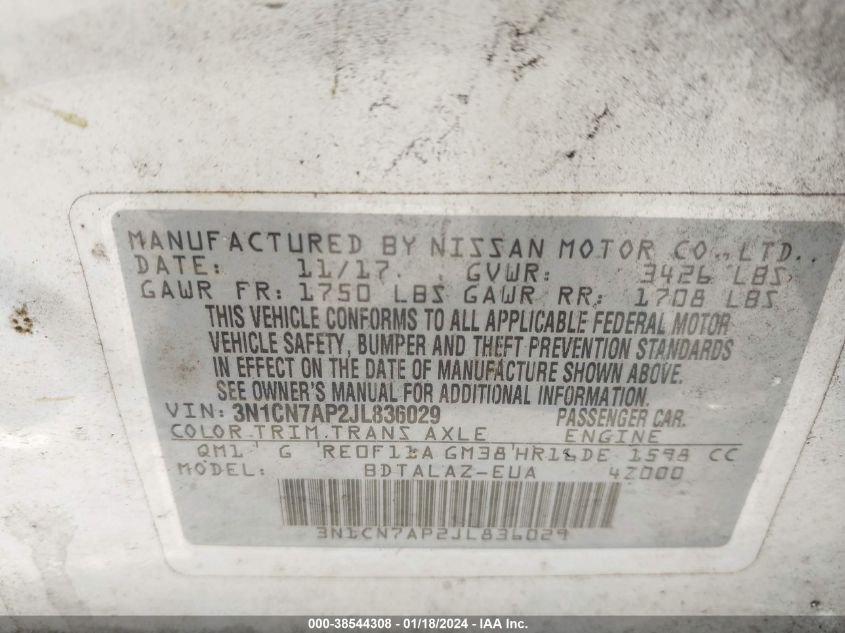 MANUFACTURED BY NISSAN MOTOR CO., LTD.
DATE: 11/17. GVWR: 3426 LBS
GAWR FR: 1750 LBS GAWR RR: 1708 LBS
THIS VEHICLE CONFORMS TO ALL APPLICABLE FEDERAL MOTOR
VEHICLE SAFETY, BUMPER AND THEFT PREVENTION STANDARDS
IN EFFECT ON THE DATE OF MANUFACTURE SHOWN ABOVE.
SEE OWNER'S MANUAL FOR ADDITIONAL INFORMATION.
VIN: 3N1CN7AP2JL836029 PASSENGER CAR.
COLOR TRIM TRANS AXLE ENGINE
QM1 G RE0F11A GM38 HR16DE 1598 CC
MODEL: BDTALAZ-EUA 4Z000
3N1CN7AP2JL836029
000-38544308 - 01/18/2024 - IAA Inc.